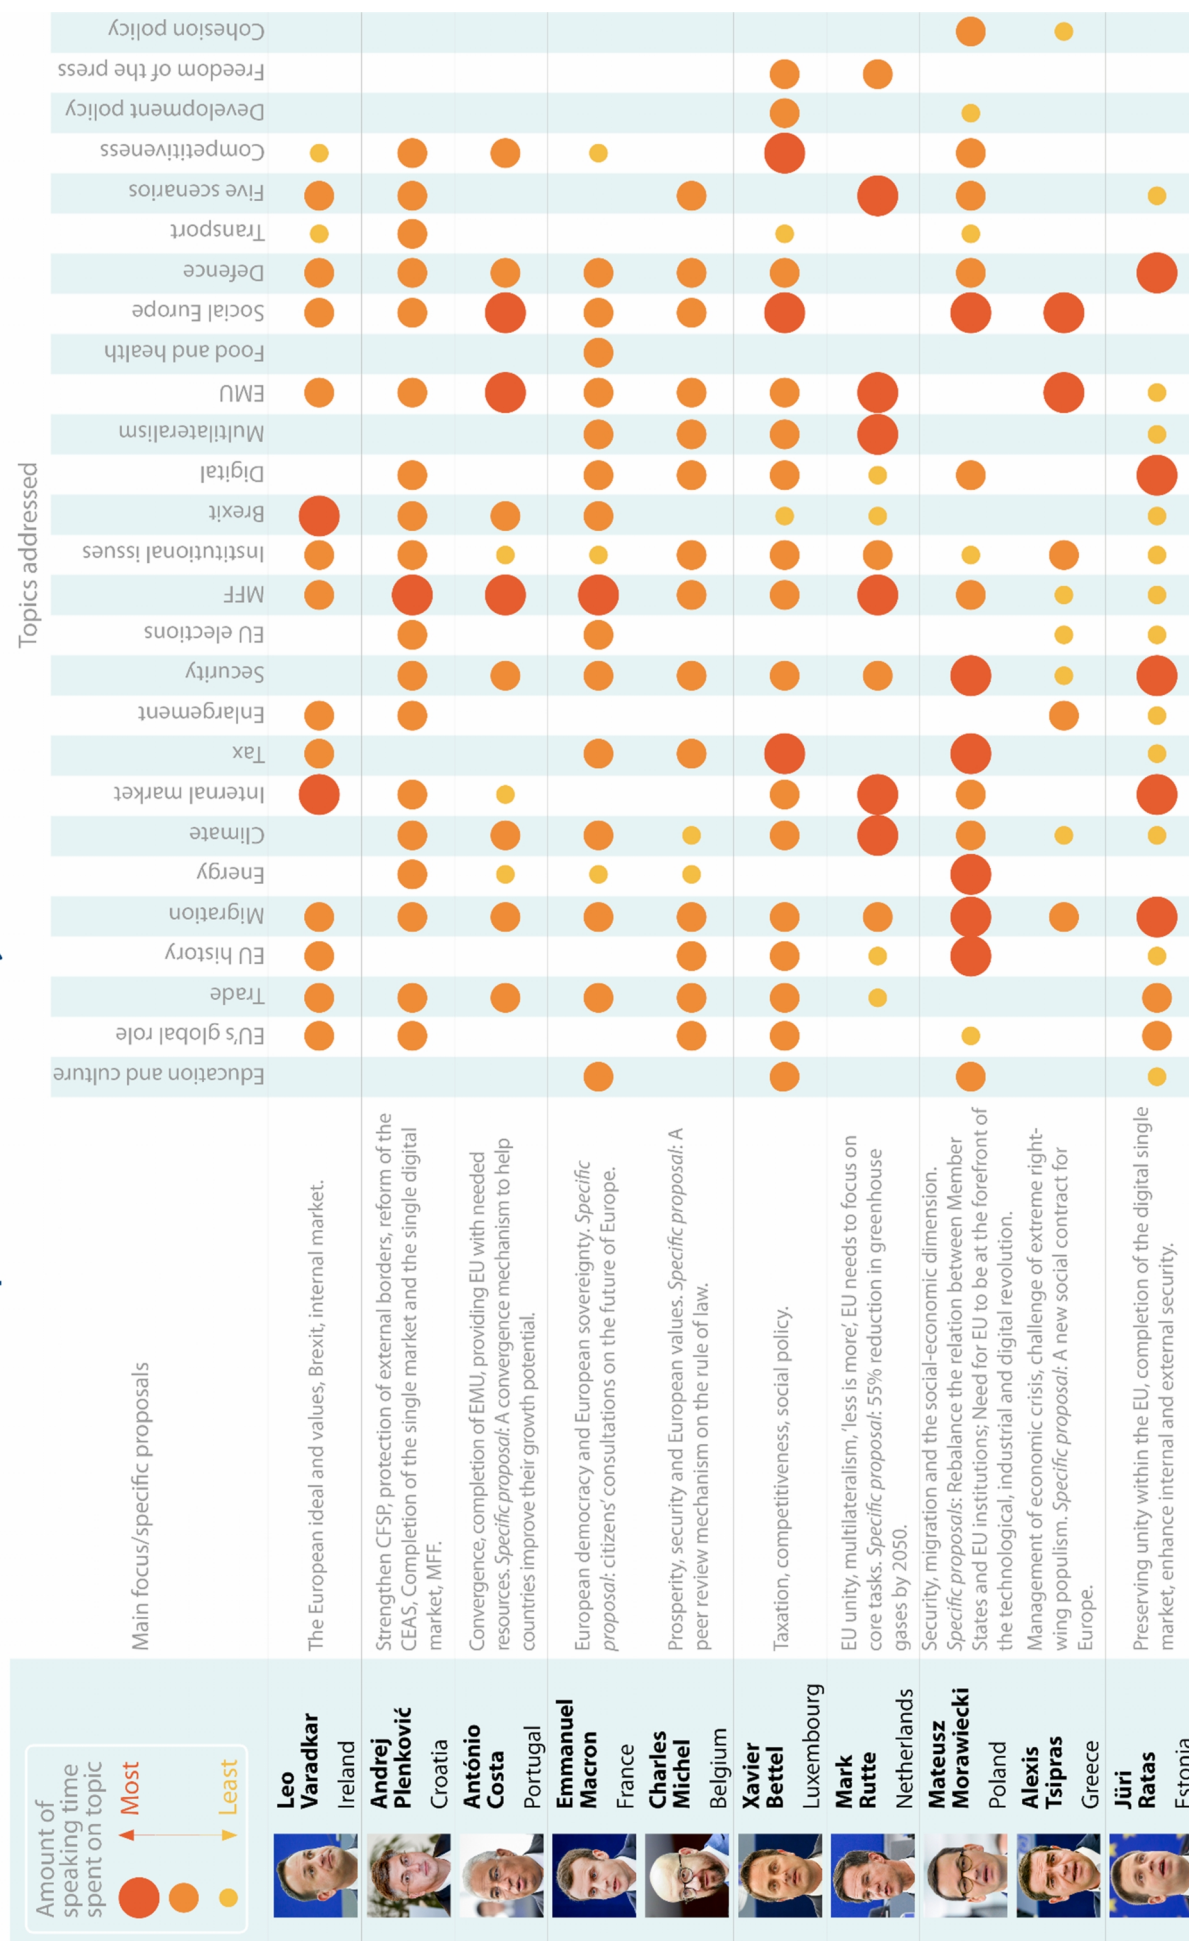 Amount of
speaking time
spent on topic
Most
Least
Main focus/specific proposals
Topics addressed
Education and culture
EU's global role
Trade
EU history
Migration
Energy
Climate
Internal market
Tax
Enlargement
Security
EU elections
MFF
Institutional issues
Brexit
Digital
Multilateralism
EMU
Food and health
Social Europe
Defence
Transport
Five scenarios
Competitiveness
Development policy
Freedom of the press
Cohesion policy
Leo
Varadkar
Ireland
The European ideal and values, Brexit, internal market.
Andrej
Plenković
Croatia
Strengthen CFSP, protection of external borders, reform of the
CEAS, Completion of the single market and the single digital
market, MFF.
António
Costa
Portugal
Convergence, completion of EMU, providing EU with needed
resources. Specific proposal: A convergence mechanism to help
countries improve their growth potential.
Emmanuel
Macron
France
European democracy and European sovereignty. Specific
proposal: citizens' consultations on the future of Europe.
Charles
Michel
Belgium
Prosperity, security and European values. Specific proposal: A
peer review mechanism on the rule of law.
Xavier
Bettel
Luxembourg
Taxation, competitiveness, social policy.
Mark
Rutte
Netherlands
EU unity, multilateralism, 'less is more', EU needs to focus on
core tasks. Specific proposal: 55% reduction in greenhouse
gases by 2050.
Mateusz
Morawiecki
Poland
Security, migration and the social-economic dimension.
Specific proposals: Rebalance the relation between Member
States and EU institutions; Need for EU to be at the forefront of
the technological, industrial and digital revolution.
Alexis
Tsipras
Greece
Management of economic crisis, challenge of extreme right-
wing populism. Specific proposal: A new social contract for
Europe.
Jüri
Ratas
Estonia
Preserving unity within the EU, completion of the digital single
market, enhance internal and external security.